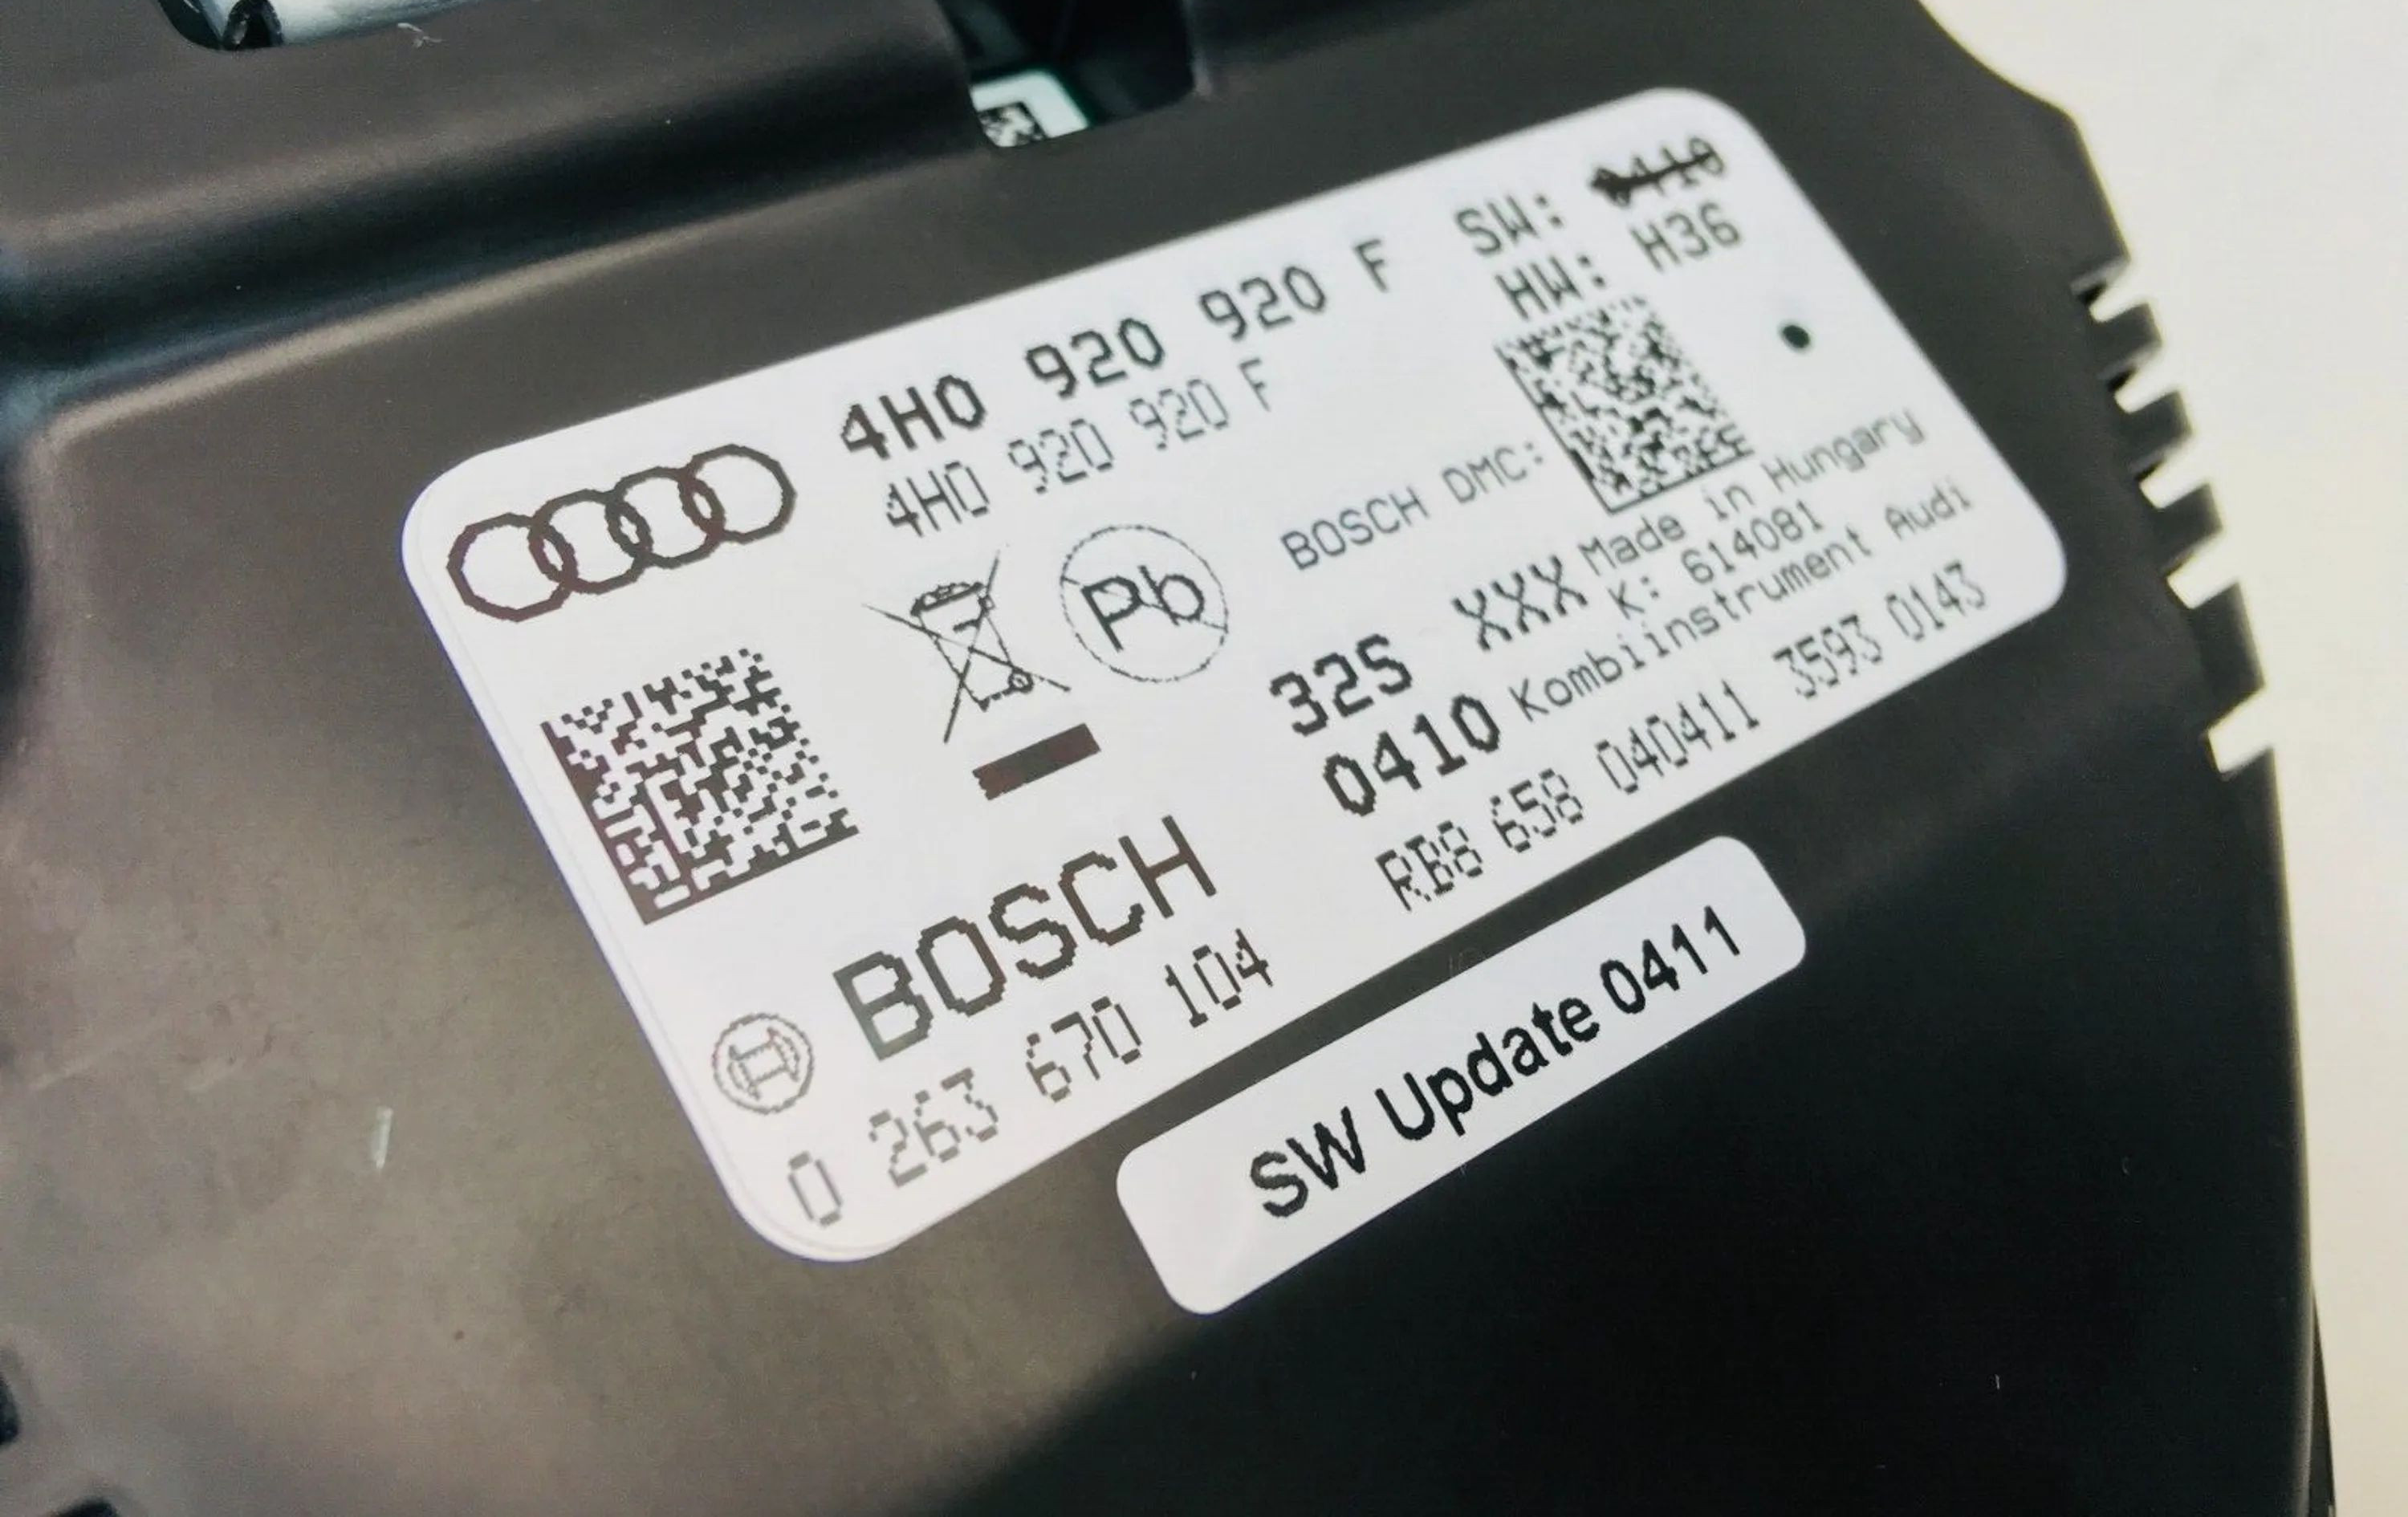 4H0 920 920 F
4H0 920 920 F
SW: 0410
HW: H36
BOSCH DMC:
Pb
32S XXX
Made in Hungary
K: 614081
0410 Kombiinstrument Audi
RB8 658 040411 3593 0143
BOSCH
0 263 670 104
SW Update 0411